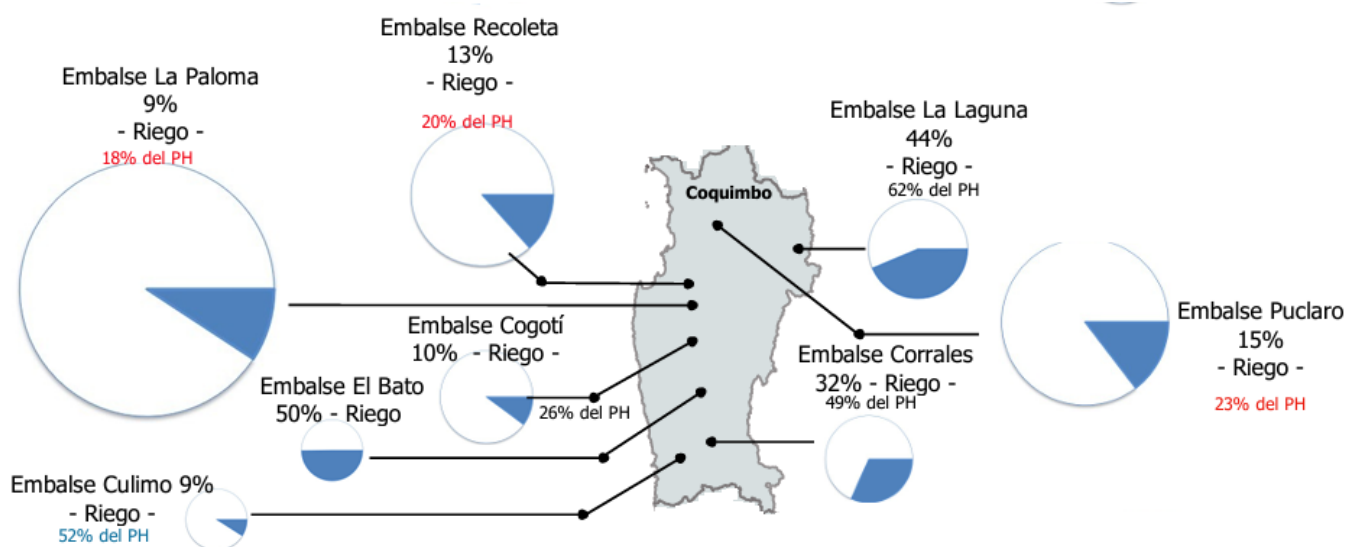 Embalse Recoleta
13%
- Riego -
20% del PH
Embalse La Paloma
9%
- Riego -
18% del PH
Embalse La Laguna
44%
- Riego -
62% del PH
Coquimbo
Embalse Puclaro
15%
- Riego -
23% del PH
Embalse Cogotí
10% - Riego -
26% del PH
Embalse Corrales
32% - Riego -
49% del PH
Embalse El Bato
50% - Riego
Embalse Culimo 9%
- Riego -
52% del PH